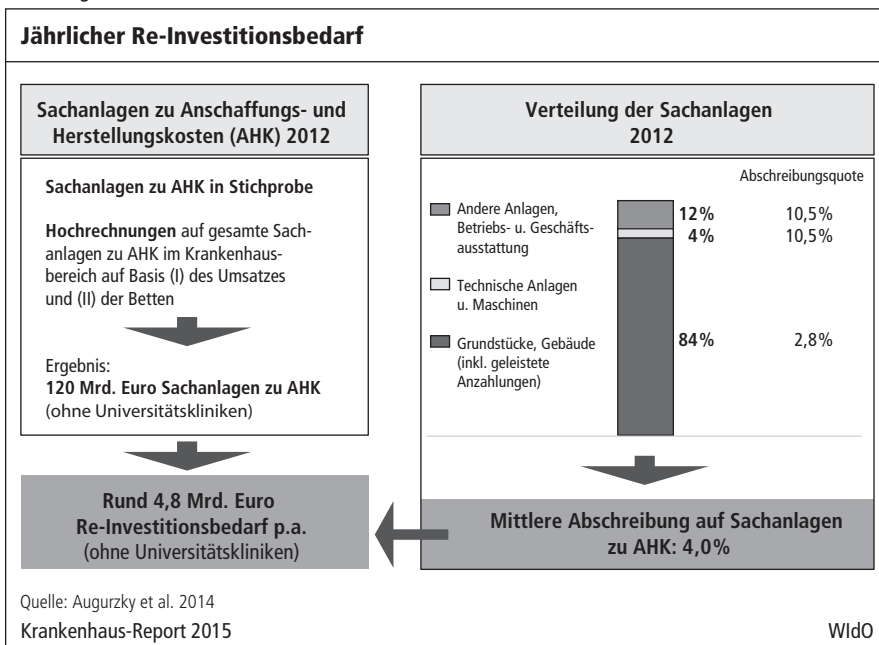 Jährlicher Re-Investitionsbedarf
Sachanlagen zu Anschaffungs- und
Herstellungskosten (AHK) 2012
Sachanlagen zu AHK in Stichprobe
Hochrechnungen auf gesamte Sach-
anlagen zu AHK im Krankenhaus-
bereich auf Basis (I) des Umsatzes
und (II) der Betten
Ergebnis:
120 Mrd. Euro Sachanlagen zu AHK
(ohne Universitätskliniken)
Rund 4,8 Mrd. Euro
Re-Investitionsbedarf p.a.
(ohne Universitätskliniken)
Verteilung der Sachanlagen
2012
Abschreibungsquote
Andere Anlagen,
Betriebs- u. Geschäfts-
ausstattung
12% 10,5%
4% 10,5%
Technische Anlagen
u. Maschinen
Grundstücke, Gebäude
(inkl. geleistete
Anzahlungen)
84% 2,8%
Mittlere Abschreibung auf Sachanlagen
zu AHK: 4,0%
Quelle: Augurzky et al. 2014
Krankenhaus-Report 2015
WIdO